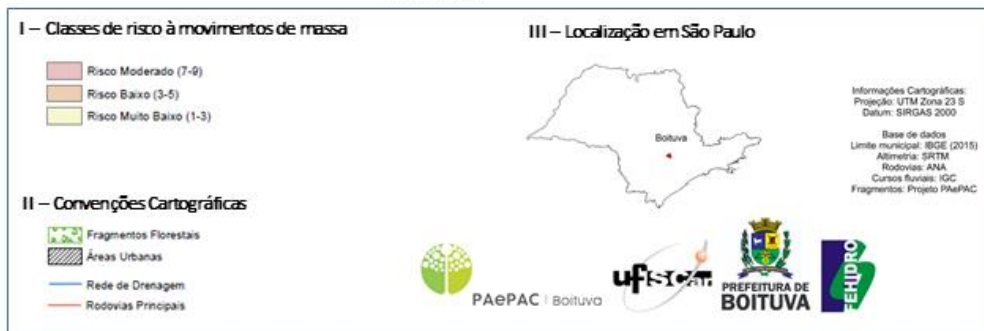 I – Classes de risco à movimentos de massa
Risco Moderado (7-9)
Risco Baixo (3-5)
Risco Muito Baixo (1-3)
II – Convenções Cartográficas
Fragmentos Florestais
Áreas Urbanas
Rede de Drenagem
Rodovias Principais
III – Localização em São Paulo
Boituva
Informações Cartográficas:
Projeção: UTM Zona 23 S
Datum: SIRGAS 2000
Base de dados
Limite municipal: IBGE (2015)
Altimetria: SRTM
Rodovias: ANA
Cursos fluviais: IGC
Fragmentos: Projeto PAePAC
PAePAC | Boituva
ufscar
PREFEITURA DE
BOITUVA
FEHIDRO